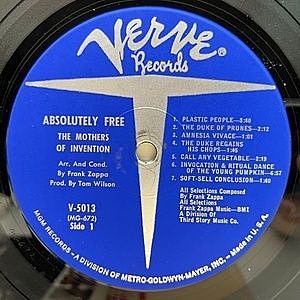 Verve
Records
ABSOLUTELY FREE
THE MOTHERS
OF INVENTION
Arr. And Cond.
By Frank Zappa
Prod. By Tom Wilson
V-5013
(MG-672)
Side 1
1. PLASTIC PEOPLE—3:40
2. THE DUKE OF PRUNES—2:12
3. AMNESIA VIVACE—1:01
4. THE DUKE REGAINS
HIS CHOPS—1:45
5. CALL ANY VEGETABLE—2:19
6. INVOCATION & RITUAL DANCE
OF THE YOUNG PUMPKIN—6:57
7. SOFT-SELL CONCLUSION—1:40
All Selections Composed
By Frank Zappa
All Selections
Frank Zappa Music—BMI
A Division Of
Third Story Music Co.
MGM RECORDS—A DIVISION OF METRO-GOLDWYN-MAYER, INC.—Made In U.S.A.